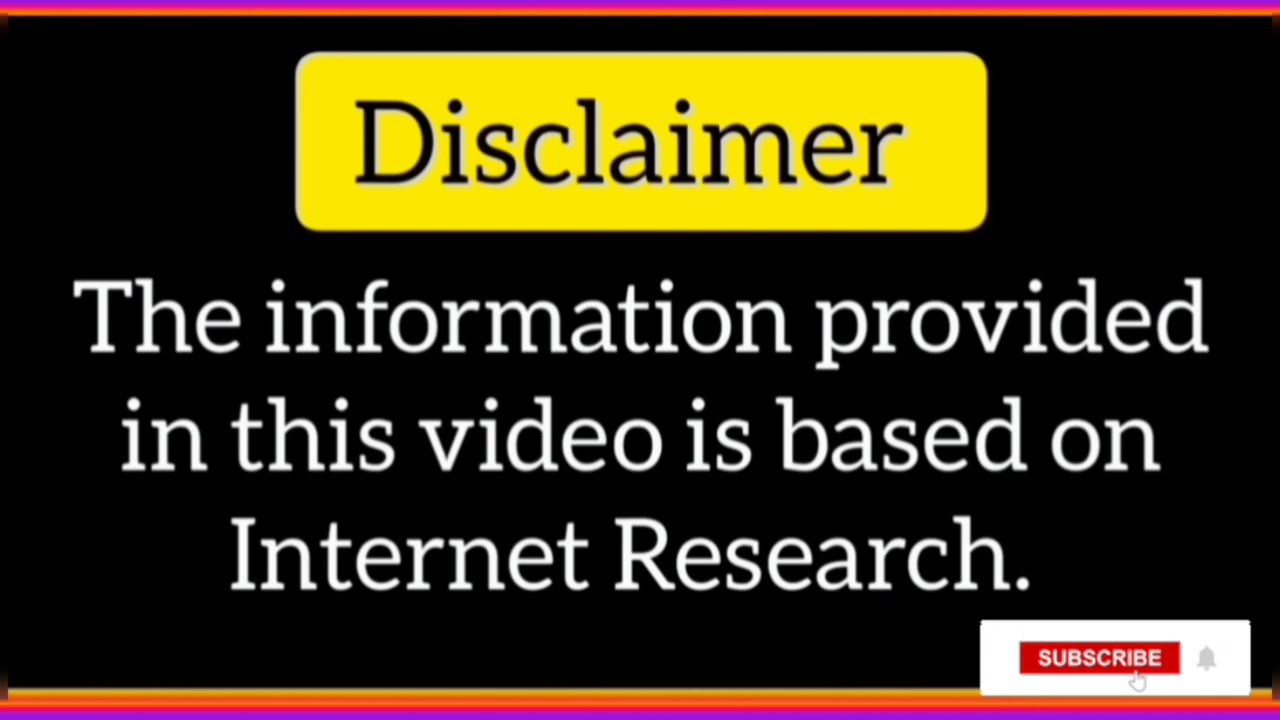 Disclaimer
The information provided
in this video is based on
Internet Research.
SUBSCRIBE